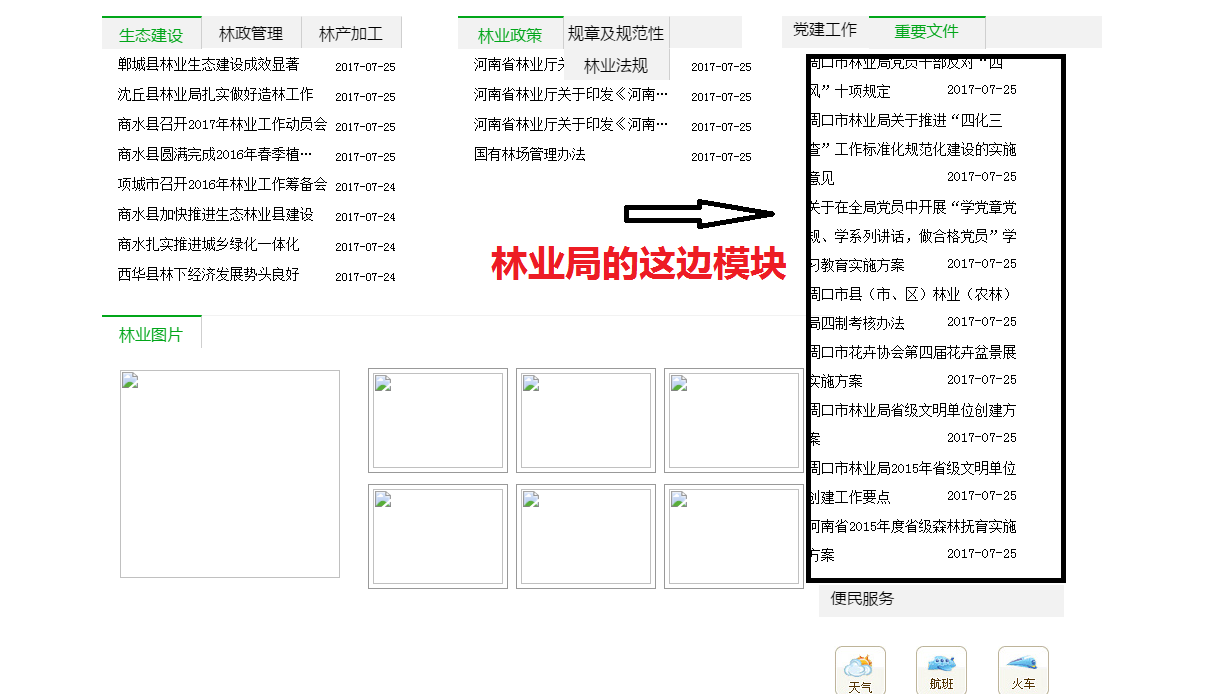 生态建设 林政管理 林产加工
郸城县林业生态建设成效显著 2017-07-25
沈丘县林业局扎实做好造林工作 2017-07-25
商水县召开2017年林业工作动员会 2017-07-25
商水县圆满完成2016年春季植… 2017-07-25
项城市召开2016年林业工作筹备会 2017-07-24
商水县加快推进生态林业县建设 2017-07-24
商水扎实推进城乡绿化一体化 2017-07-24
西华县林下经济发展势头良好 2017-07-24
林业政策 规章及规范性
林业法规
河南省林业厅关 2017-07-25
河南省林业厅关于印发《河南… 2017-07-25
河南省林业厅关于印发《河南… 2017-07-25
国有林场管理办法 2017-07-25
党建工作 重要文件
周口市林业局党员干部反对“四
风”十项规定 2017-07-25
周口市林业局关于推进“四化三
查”工作标准化规范化建设的实施
意见 2017-07-25
关于在全局党员中开展“学党章党
规、学系列讲话，做合格党员”学
习教育实施方案 2017-07-25
周口市县（市、区）林业（农林）
局四制考核办法 2017-07-25
周口市花卉协会第四届花卉盆景展
实施方案 2017-07-25
周口市林业局省级文明单位创建方
案 2017-07-25
周口市林业局2015年省级文明单位
创建工作要点 2017-07-25
河南省2015年度省级森林抚育实施
方案 2017-07-25
林业局的这边模块
林业图片
便民服务
天气 航班 火车